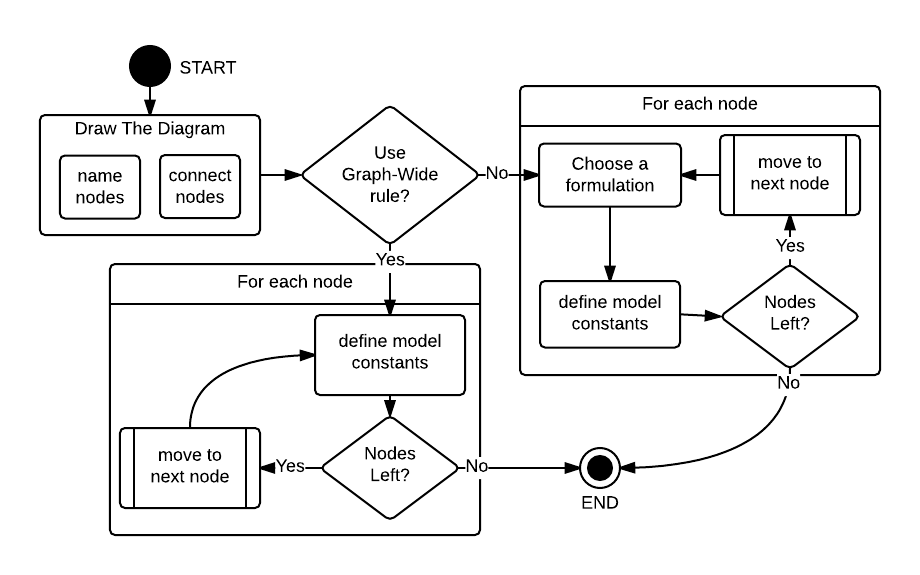 START
Draw The Diagram
name
nodes
connect
nodes
Use
Graph-Wide
rule?
No
Yes
For each node
Choose a
formulation
move to
next node
Yes
define model
constants
Nodes
Left?
No
For each node
define model
constants
move to
next node
Yes
Nodes
Left?
No
END